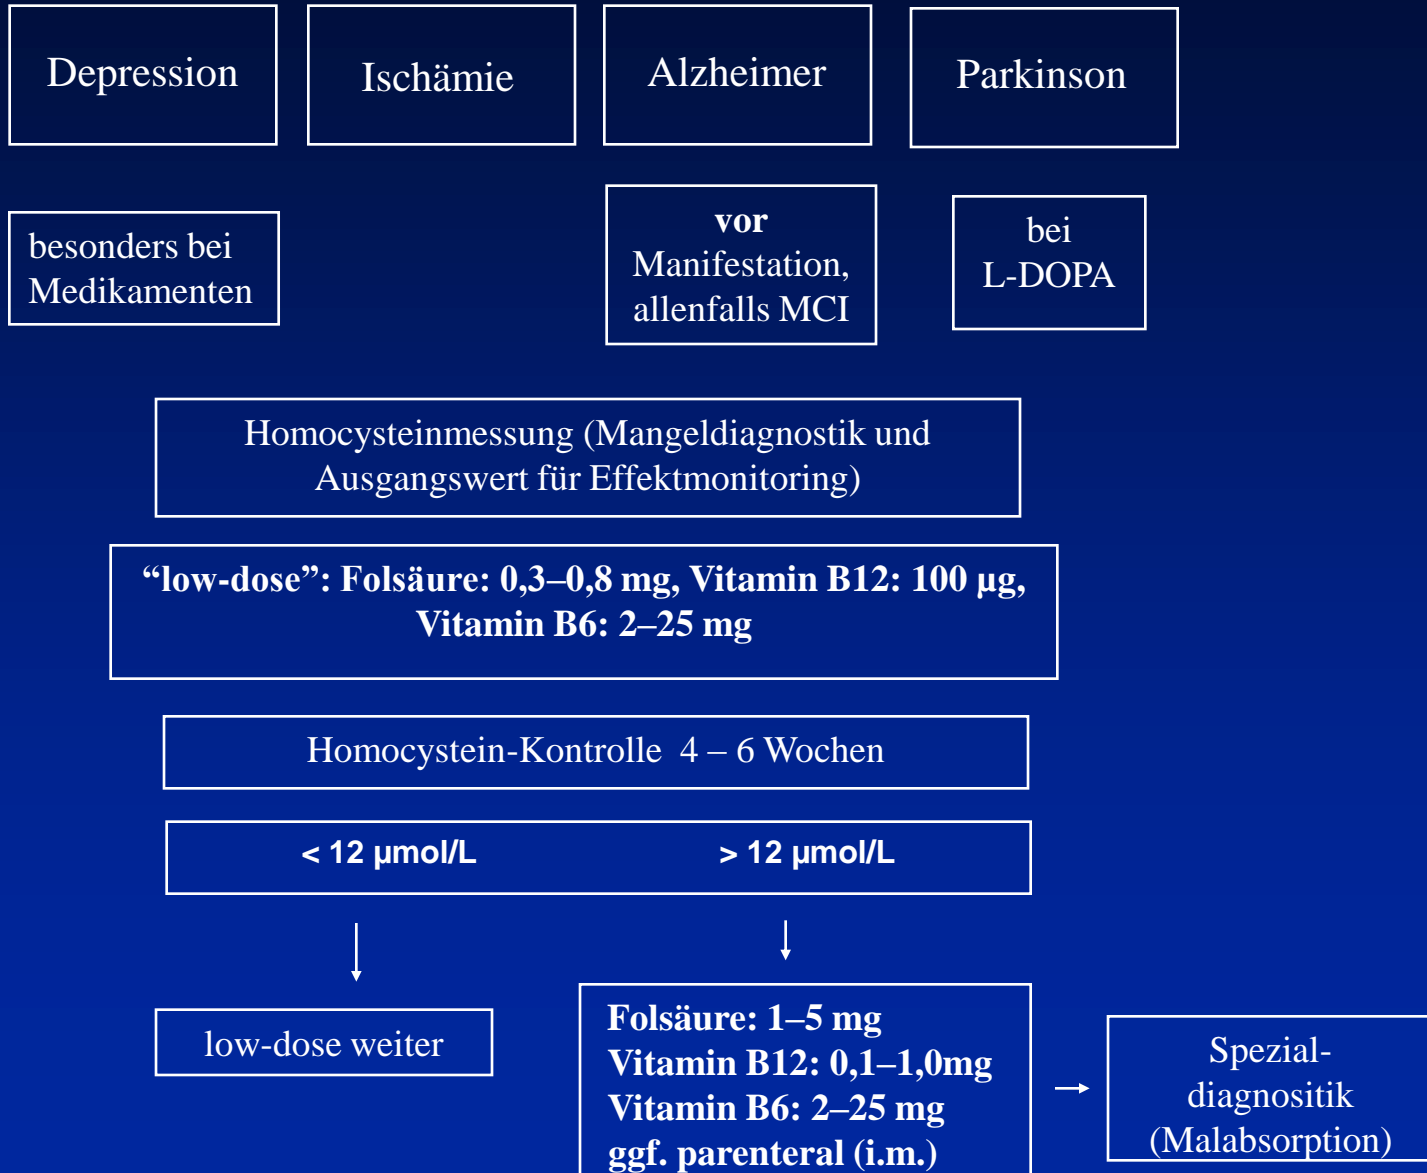 Depression
Ischämie
Alzheimer
Parkinson
besonders bei
Medikamenten
vor
Manifestation,
allenfalls MCI
bei
L-DOPA
Homocysteinmessung (Mangeldiagnostik und
Ausgangswert für Effektmonitoring)
“low-dose”: Folsäure: 0,3–0,8 mg, Vitamin B12: 100 µg,
Vitamin B6: 2–25 mg
Homocystein-Kontrolle 4 – 6 Wochen
< 12 µmol/L
> 12 µmol/L
low-dose weiter
Folsäure: 1–5 mg
Vitamin B12: 0,1–1,0mg
Vitamin B6: 2–25 mg
ggf. parenteral (i.m.)
Spezial-
diagnositik
(Malabsorption)